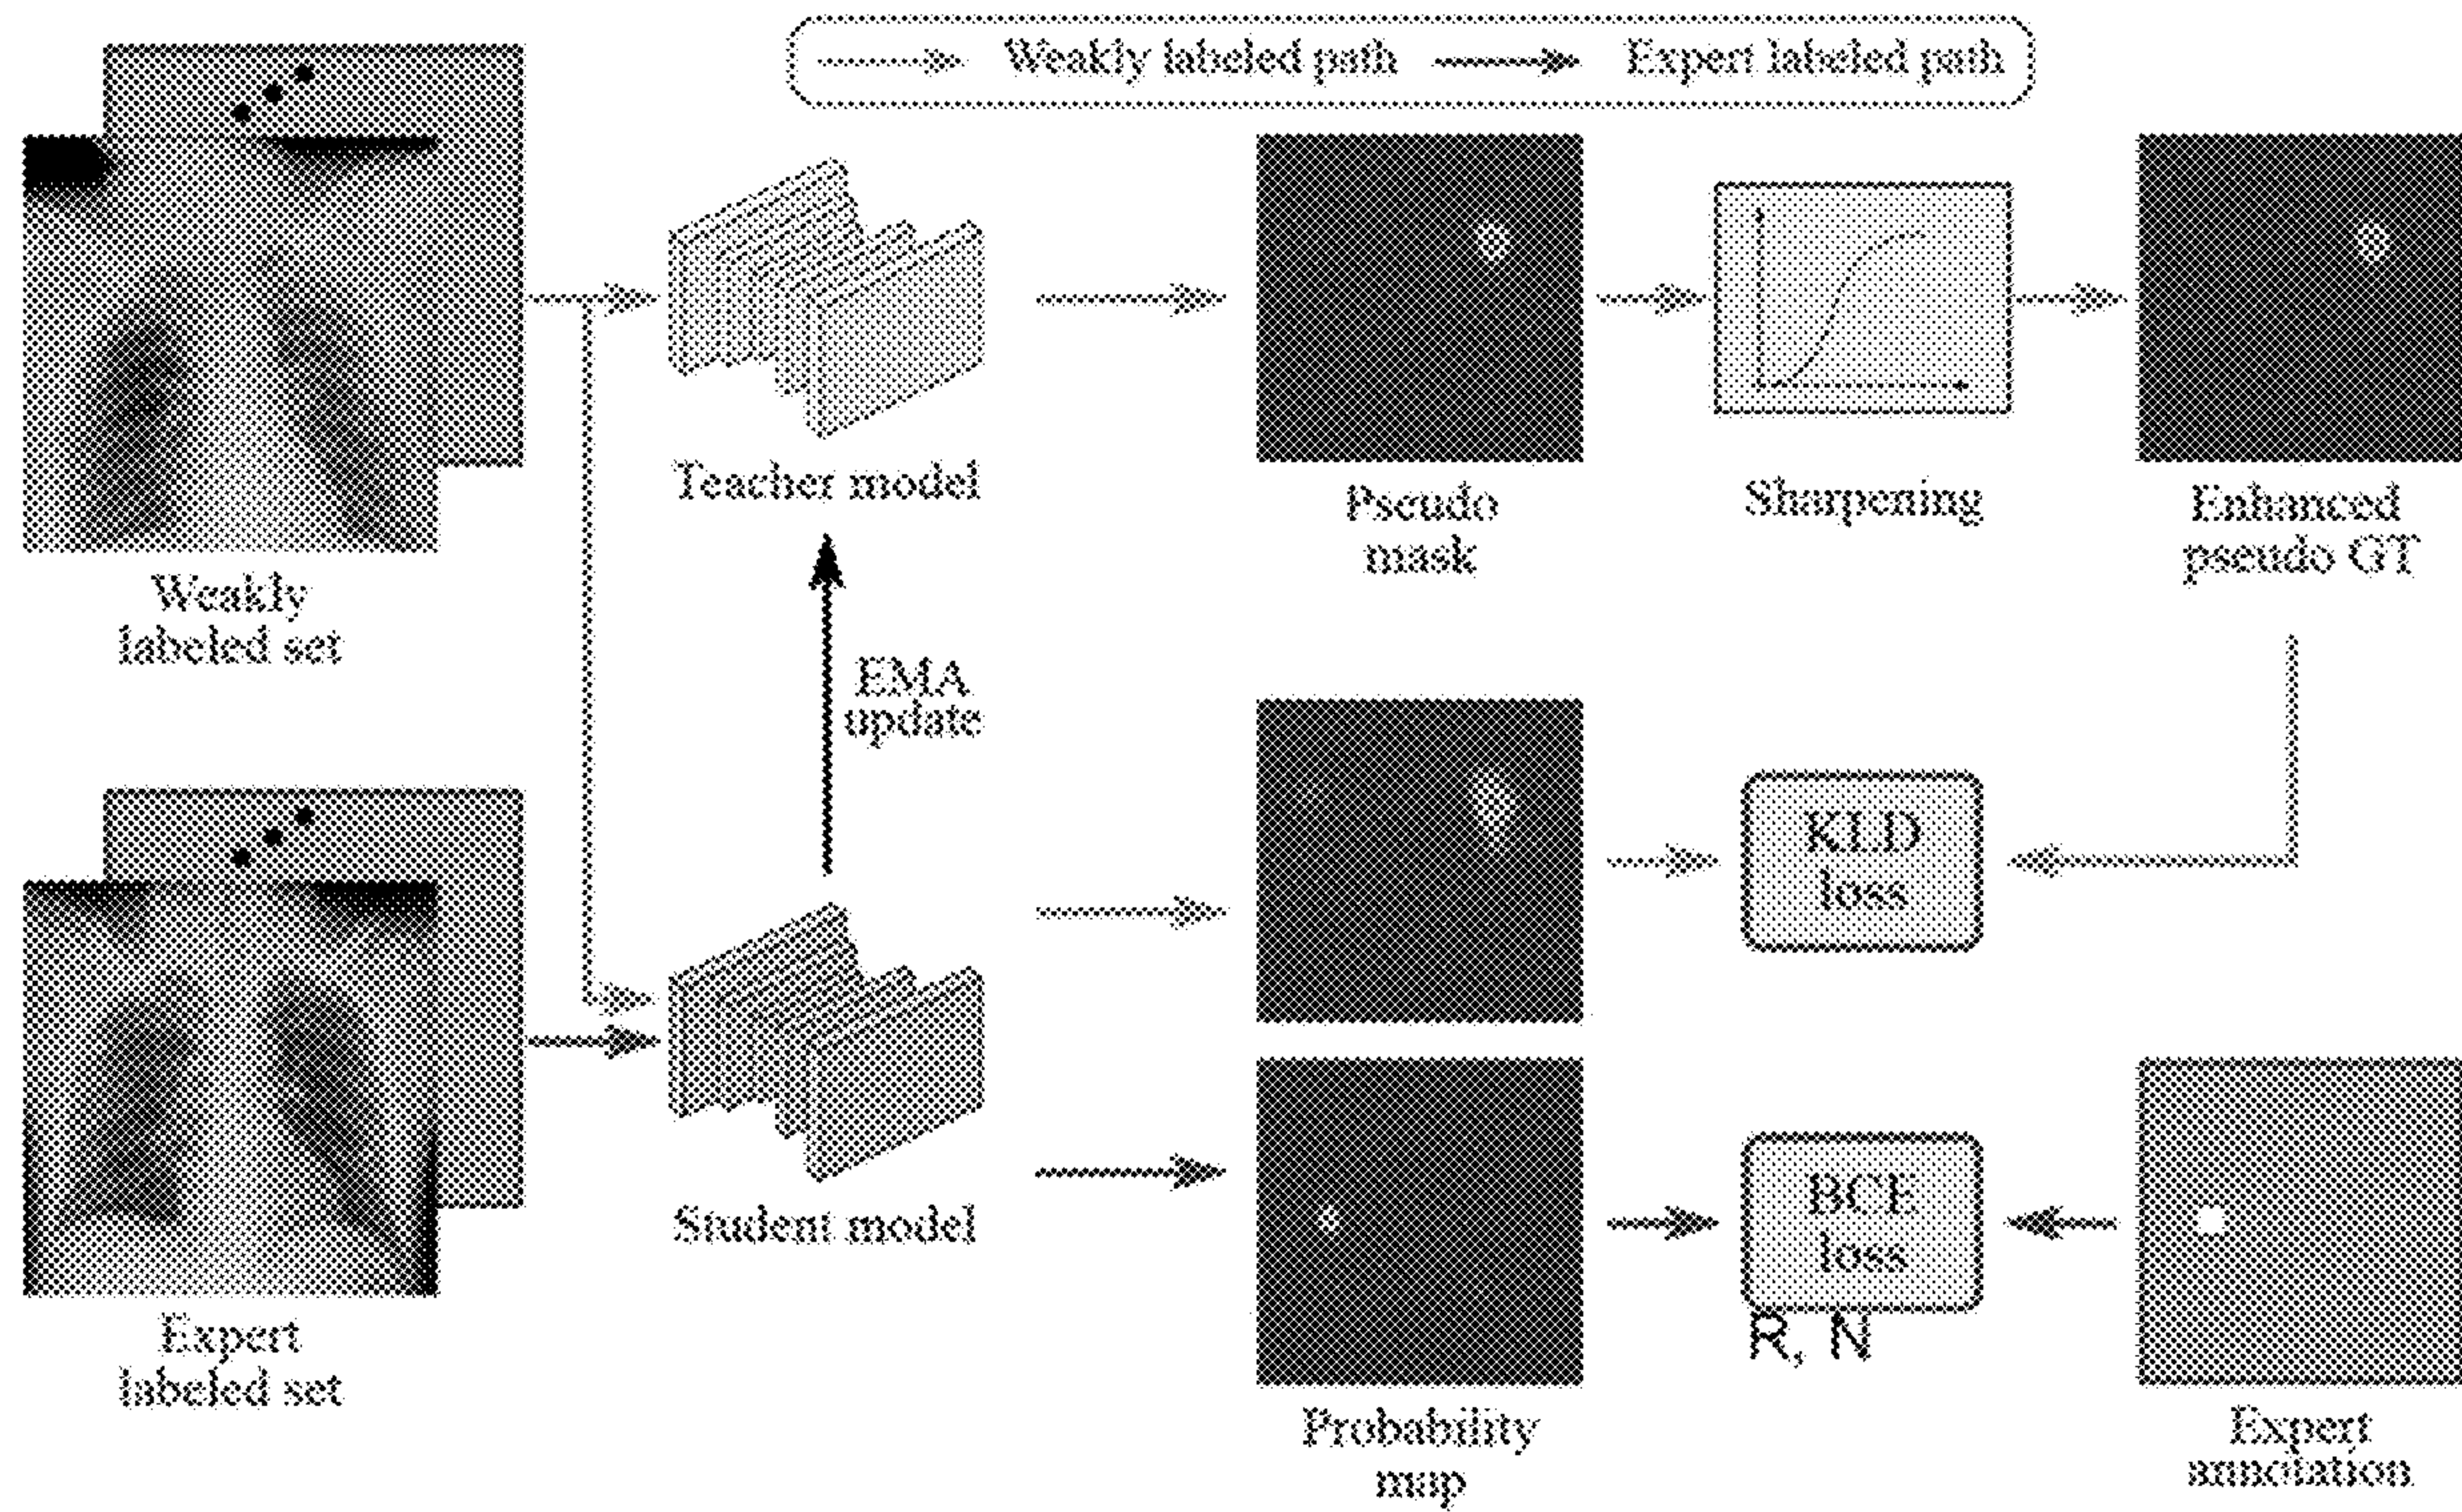 Weakly labeled path Expert labeled path
Teacher model
Pseudo
mask
Sharpening
Enhanced
pseudo GT
Weakly
labeled set
EMA
update
KLD
loss
Student model
BCE
loss
R, N
Expert
labeled set
Probability
map
Expert
annotation